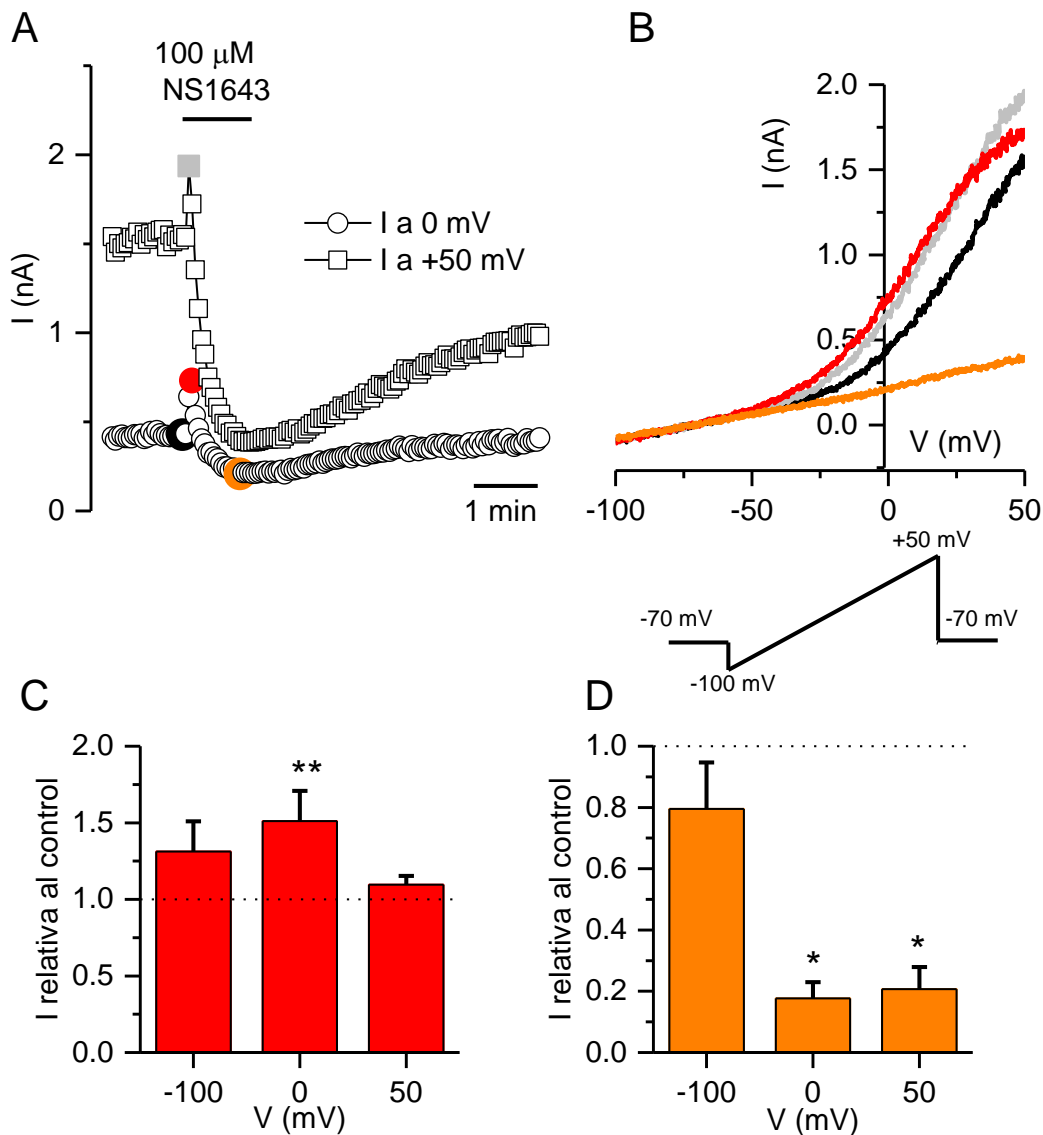 A
100 μM
NS1643
2
1
0
I (nA)
I a 0 mV
I a +50 mV
1 min
B
2.0
1.5
1.0
0.5
0.0
I (nA)
V (mV)
-100
-50
0
50
+50 mV
-70 mV
-70 mV
-100 mV
C
2.0
1.5
1.0
0.5
0.0
I relativa al control
**
-100
0
50
V (mV)
D
1.0
0.8
0.6
0.4
0.2
0.0
I relativa al control
*
*
-100
0
50
V (mV)